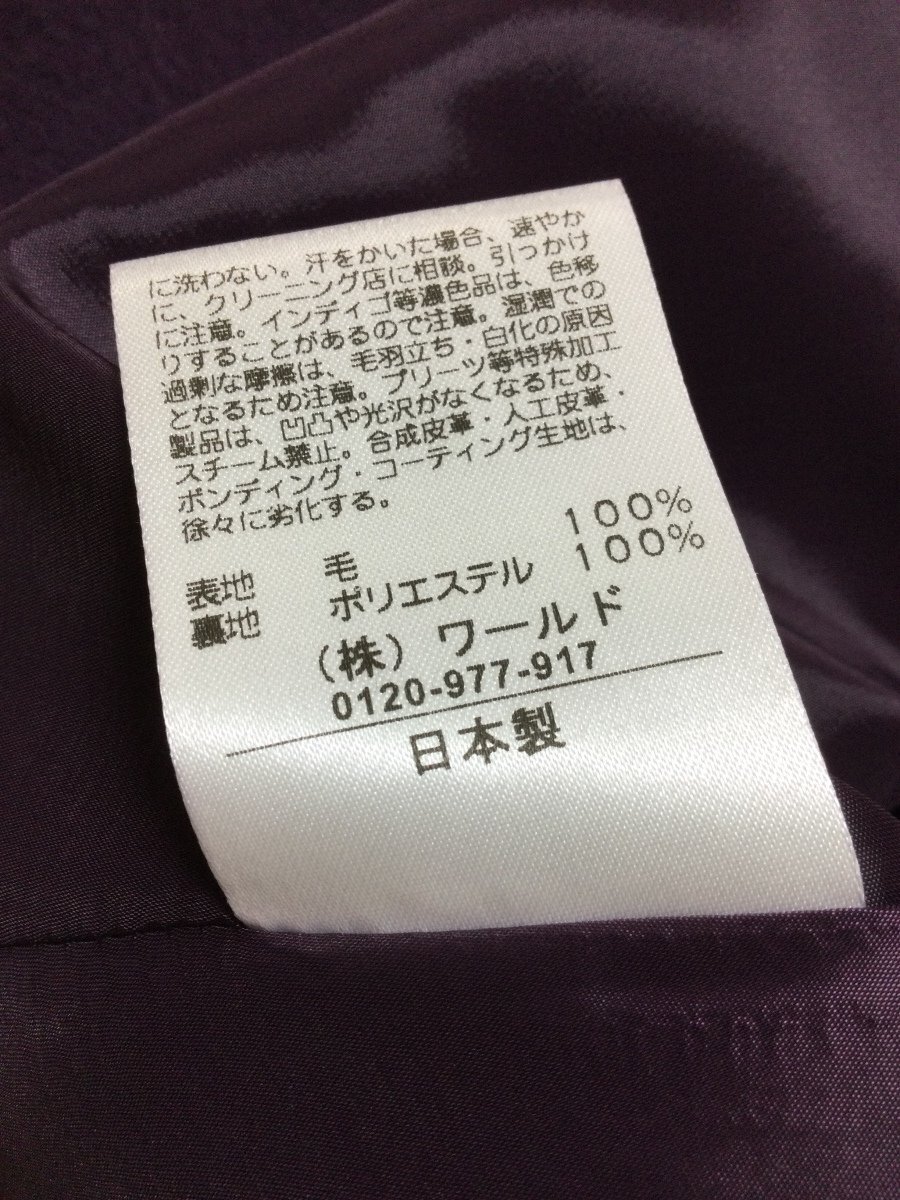 に洗わない。汗をかいた場合、速やか
に、クリーニング店に相談。引っかけ
に注意。インディゴ等濃色品は、色移
りすることがあるので注意。湿潤での
過剰な摩擦は、毛羽立ち・白化の原因
となるため注意。プリーツ等特殊加工
製品は、凹凸や光沢がなくなるため、
スチーム禁止。合成皮革・人工皮革・
ボンディング・コーティング生地は、
徐々に劣化する。
表地 毛 100%
裏地 ポリエステル 100%
(株) ワールド
0120-977-917
日本製